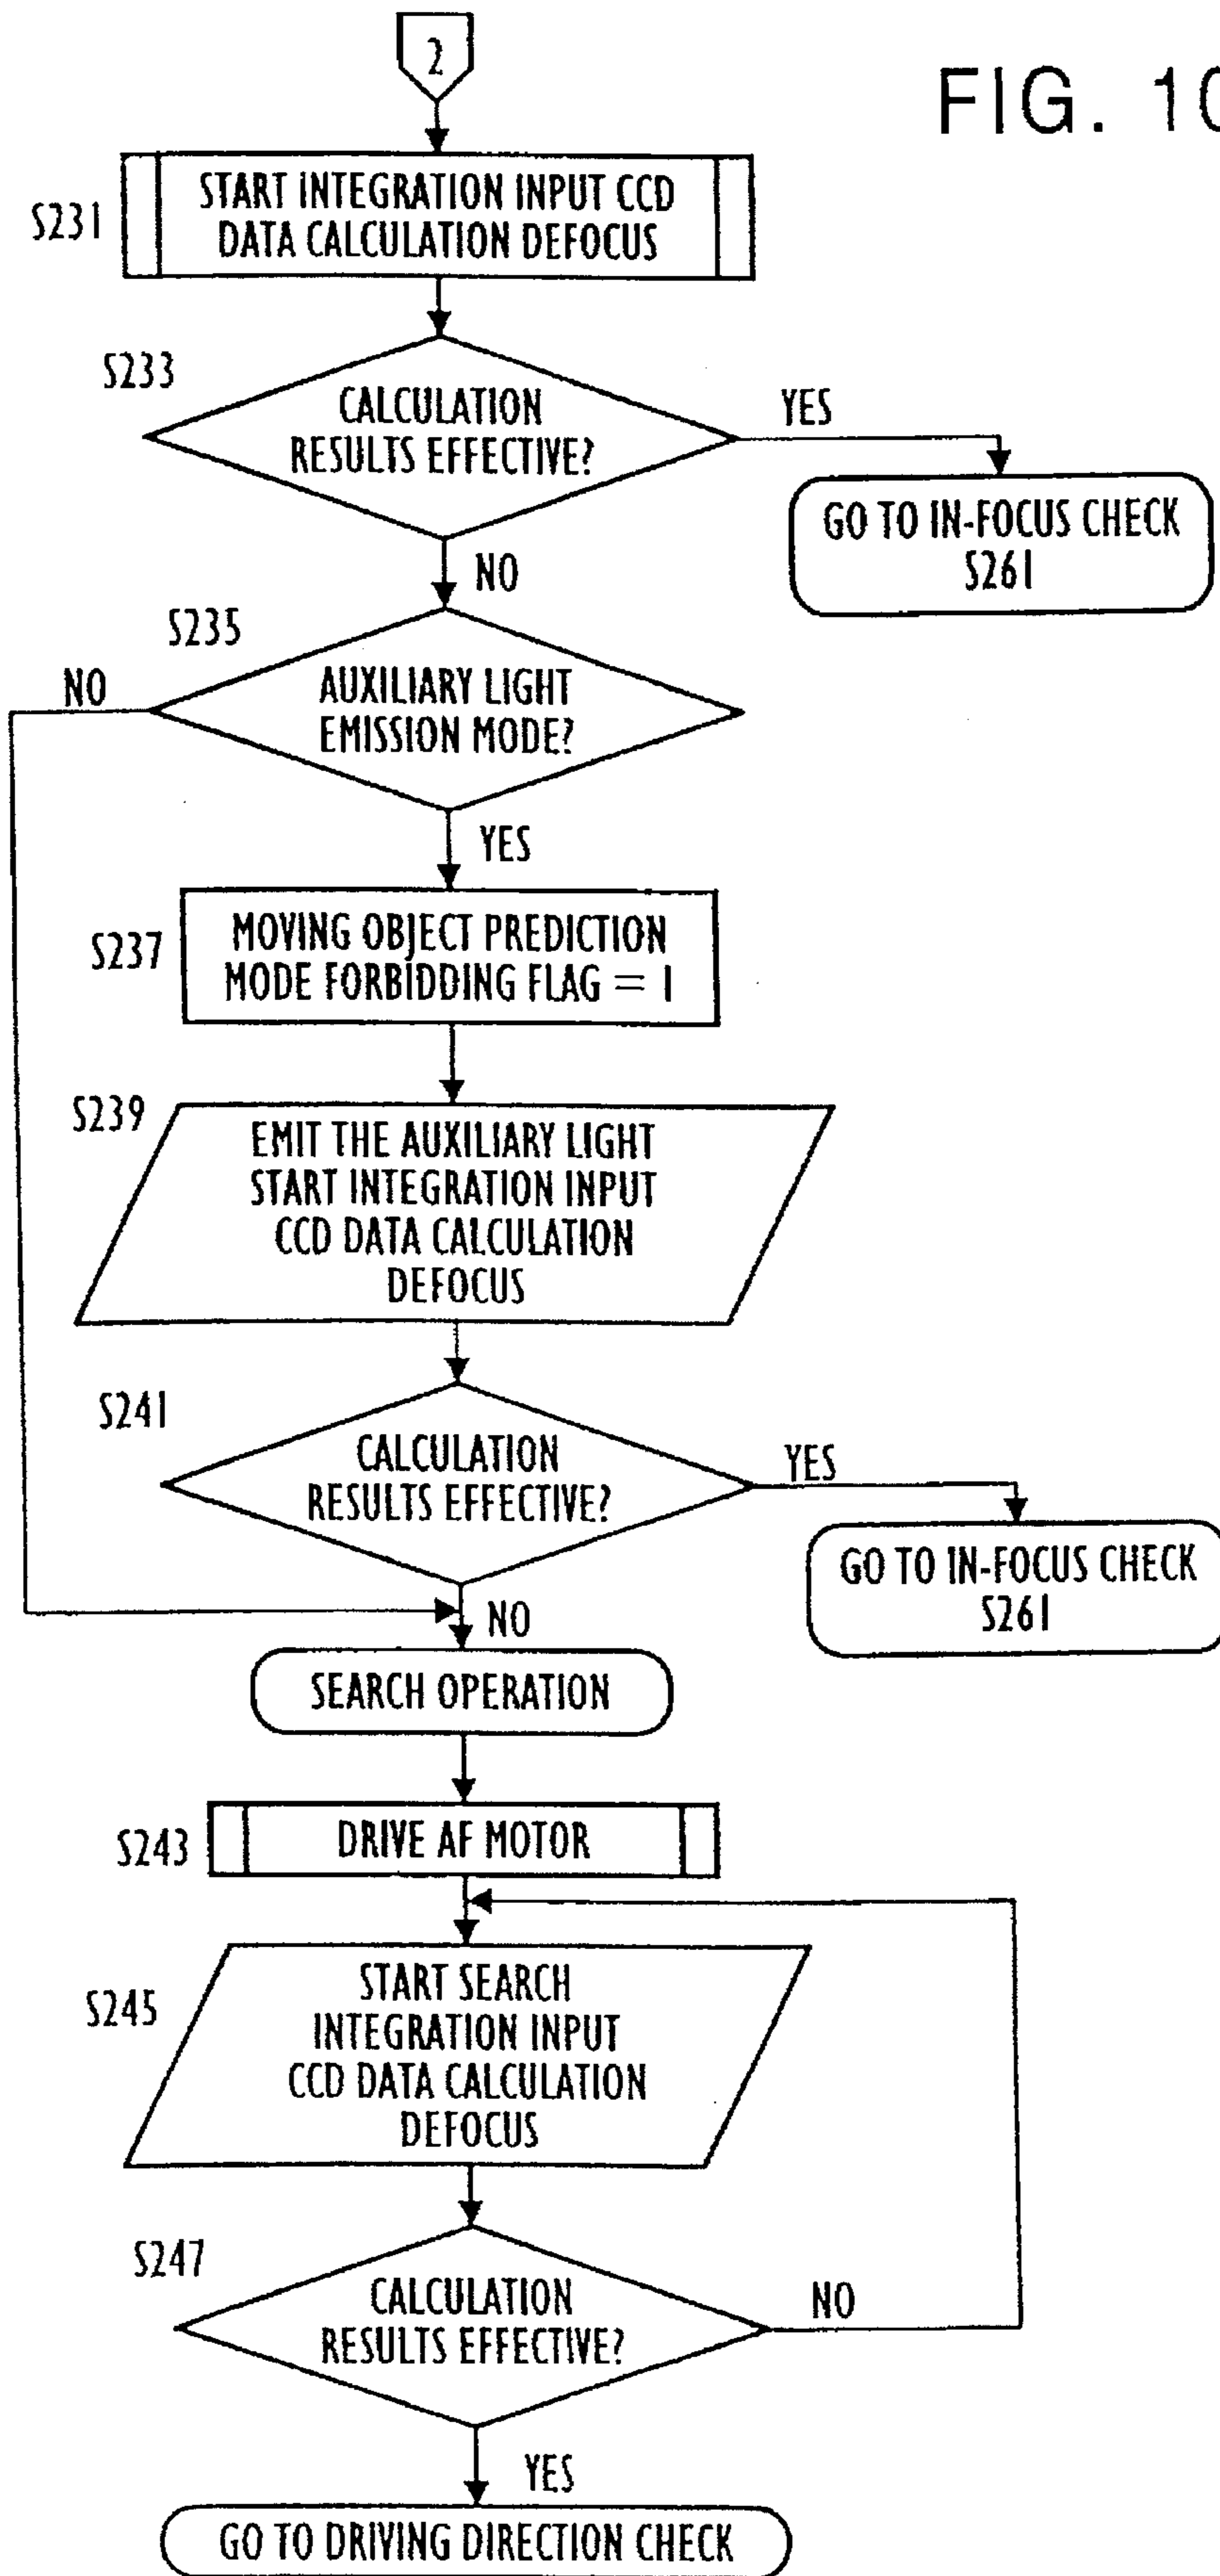 2
FIG. 10
S231
START INTEGRATION INPUT CCD
DATA CALCULATION DEFOCUS
S233
CALCULATION
RESULTS EFFECTIVE?
YES
GO TO IN-FOCUS CHECK
S261
NO
S235
AUXILIARY LIGHT
EMISSION MODE?
NO
YES
S237
MOVING OBJECT PREDICTION
MODE FORBIDDING FLAG = 1
S239
EMIT THE AUXILIARY LIGHT
START INTEGRATION INPUT
CCD DATA CALCULATION
DEFOCUS
S241
CALCULATION
RESULTS EFFECTIVE?
YES
GO TO IN-FOCUS CHECK
S261
NO
SEARCH OPERATION
S243
DRIVE AF MOTOR
S245
START SEARCH
INTEGRATION INPUT
CCD DATA CALCULATION
DEFOCUS
S247
CALCULATION
RESULTS EFFECTIVE?
NO
YES
GO TO DRIVING DIRECTION CHECK